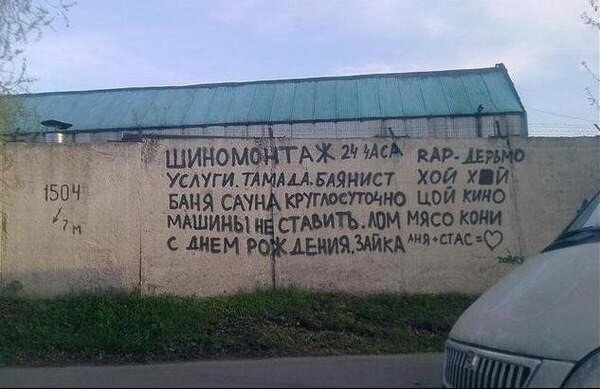 ШИНОМОНТАЖ 24 ЧАСА RAP-ДЕРЬМО
УСЛУГИ. ТАМАДА. БАЯНИСТ ХОЙ
БАНЯ САУНА КРУГЛОСУТОЧНО ЦОЙ КИНО
МАШИНЫ НЕ СТАВИТЬ. ЛОМ МЯСО КОНИ
С ДНЕМ РОЖДЕНИЯ, ЗАЙКА АНЯ+СТАС=♡
1504
7 М